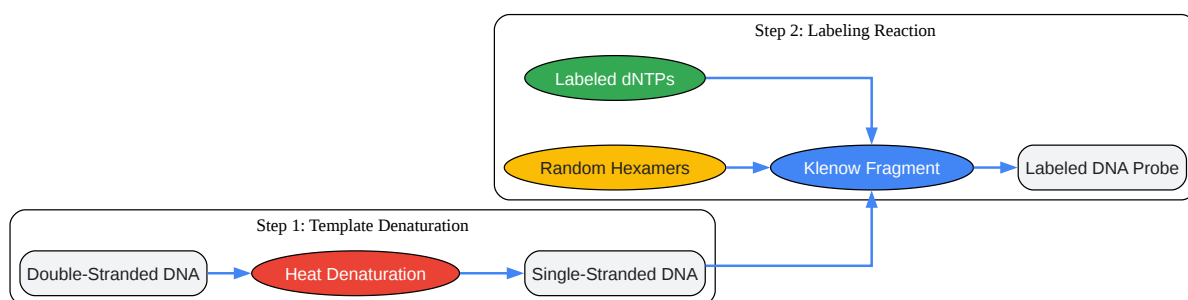 Step 2: Labeling Reaction
Labeled dNTPs
Random Hexamers
Klenow Fragment
Labeled DNA Probe
Step 1: Template Denaturation
Double-Stranded DNA
Heat Denaturation
Single-Stranded DNA